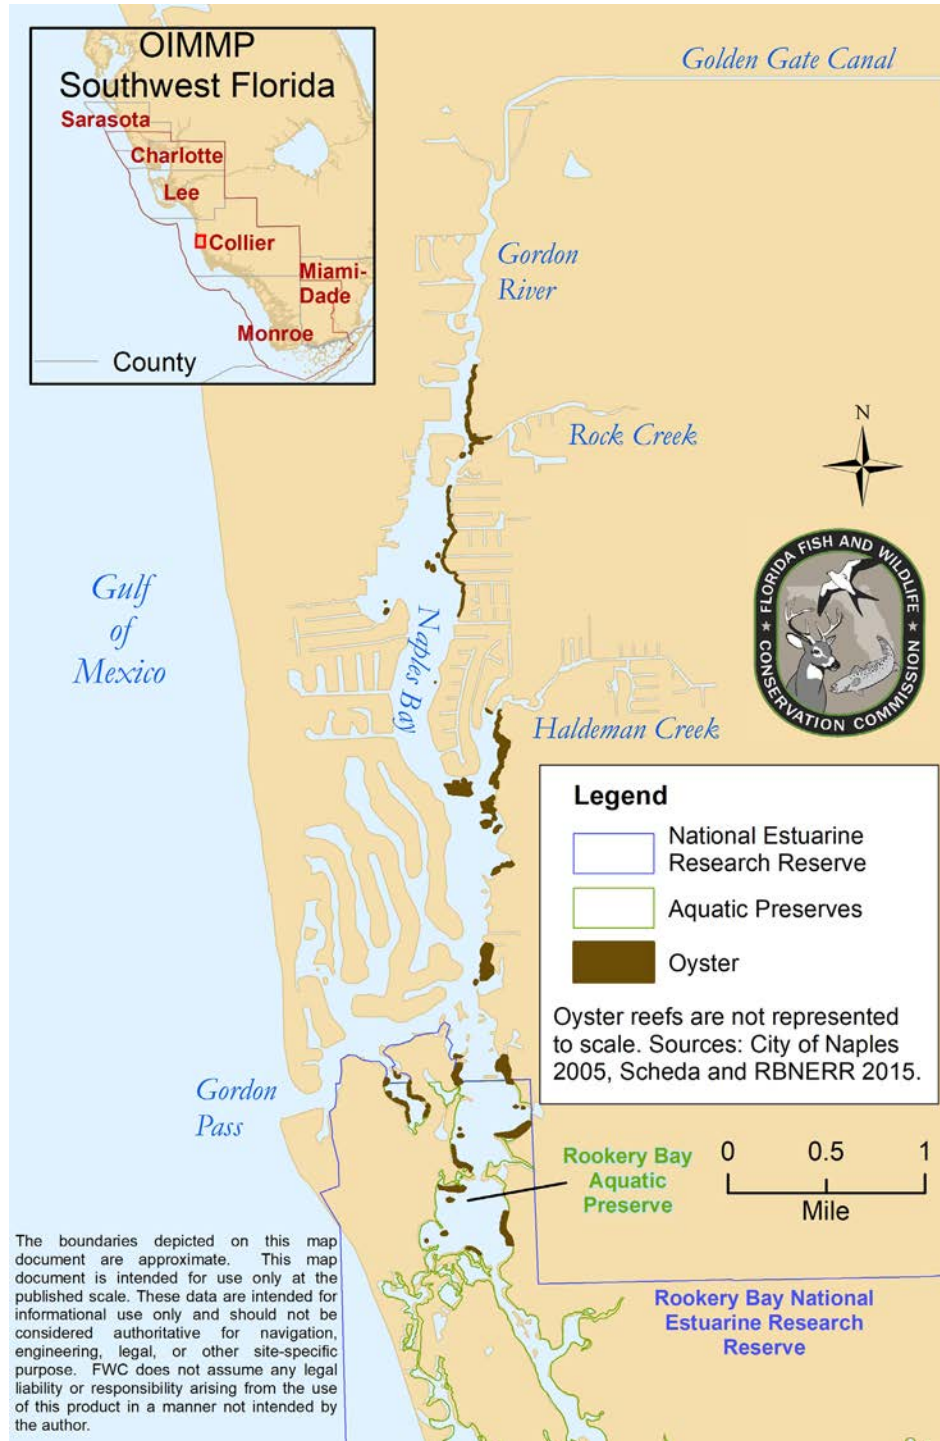 OIMMP
Southwest Florida
Sarasota
Charlotte
Lee
Collier
Miami-
Dade
Monroe
County
Golden Gate Canal
Gordon
River
Rock Creek
N
FLORIDA FISH AND WILDLIFE
CONSERVATION COMMISSION
Gulf
of
Mexico
Naples Bay
Haldeman Creek
Legend
National Estuarine
Research Reserve
Aquatic Preserves
Oyster
Oyster reefs are not represented
to scale. Sources: City of Naples
2005, Scheda and RBNERR 2015.
Gordon
Pass
Rookery Bay
Aquatic
Preserve
0 0.5 1
Mile
Rookery Bay National
Estuarine Research
Reserve
The boundaries depicted on this map
document are approximate. This map
document is intended for use only at the
published scale. These data are intended for
informational use only and should not be
considered authoritative for navigation,
engineering, legal, or other site-specific
purpose. FWC does not assume any legal
liability or responsibility arising from the use
of this product in a manner not intended by
the author.